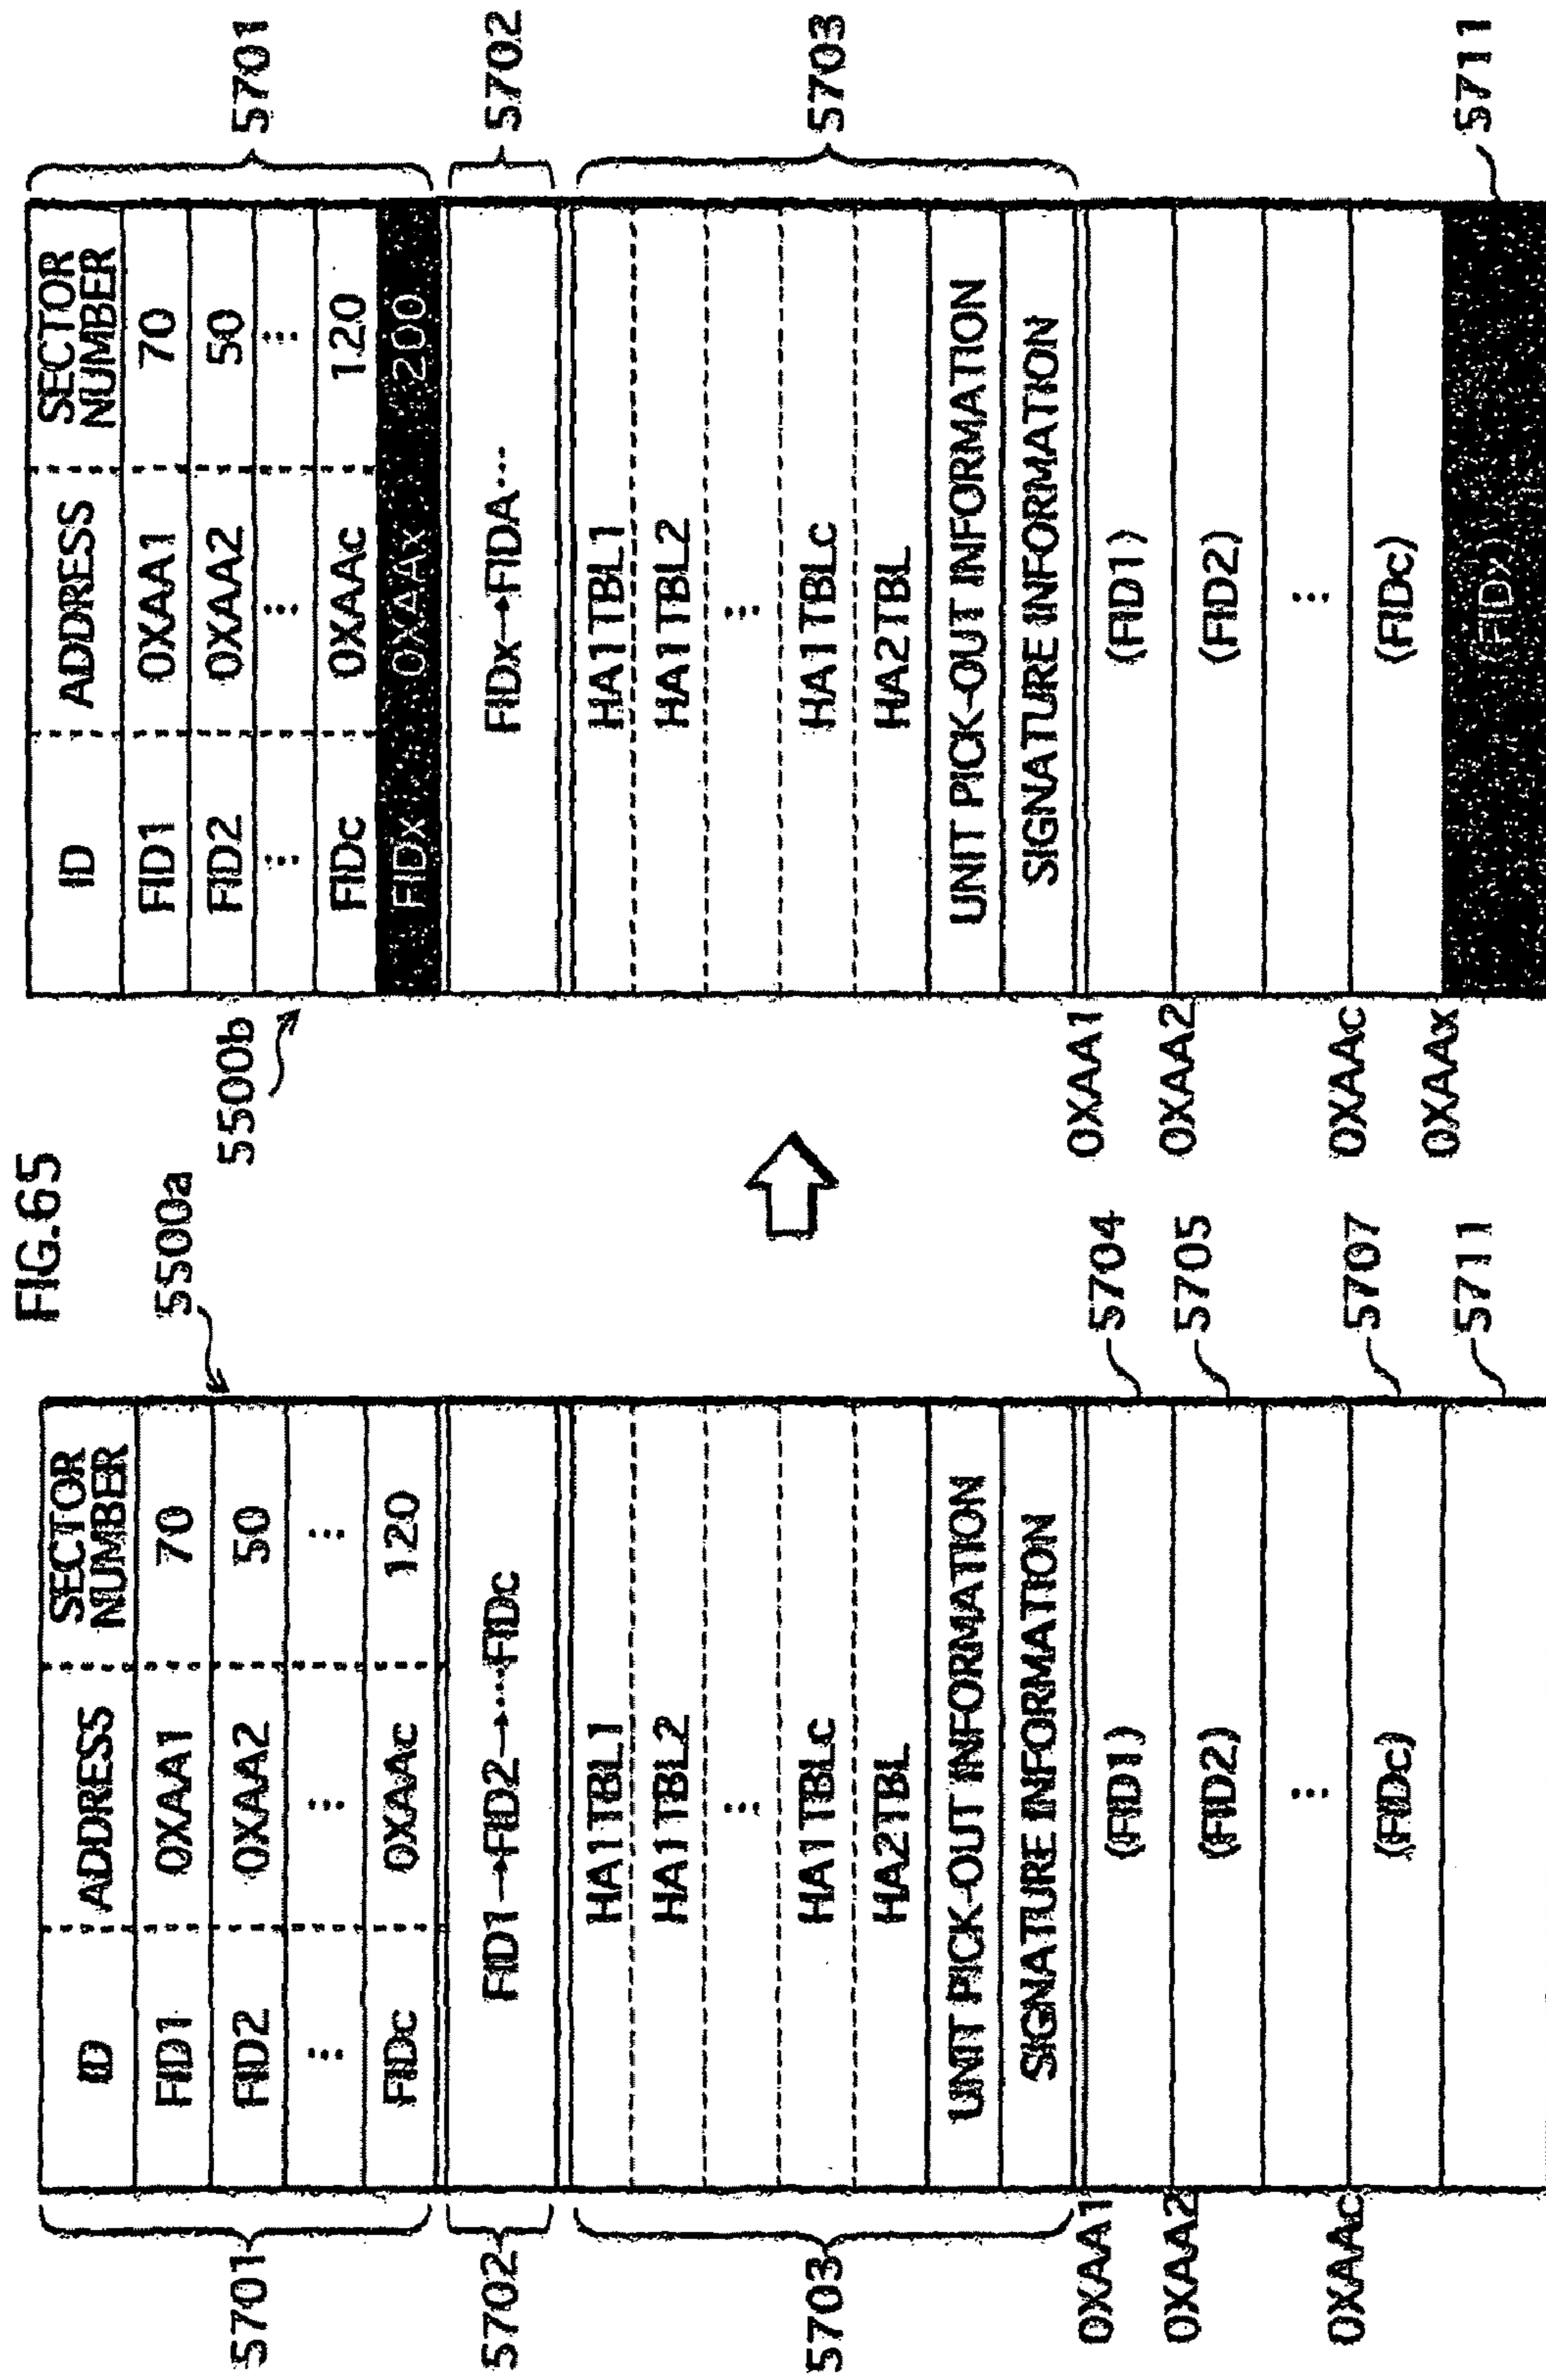 FIG.65
5500a
ID ADDRESS SECTOR NUMBER
FID1 0XAA1 70
FID2 0XAA2 50
... ... ...
FIDc 0XAAc 120
5701
FID1→FID2→...FIDc
5702
HA1TBL1
HA1TBL2
...
HA1TBLc
HA2TBL
UNIT PICK-OUT INFORMATION
SIGNATURE INFORMATION
5703
0XAA1 (FID1) 5704
0XAA2 (FID2) 5705
...
0XAAc (FIDc) 5707
5711
5500b
ID ADDRESS SECTOR NUMBER
FID1 0XAA1 70
FID2 0XAA2 50
... ... ...
FIDc 0XAAc 120
FIDx 0XAAx 200
5701
FIDx→FIDA...
5702
HA1TBL1
HA1TBL2
...
HA1TBLc
HA2TBL
UNIT PICK-OUT INFORMATION
SIGNATURE INFORMATION
5703
0XAA1 (FID1)
0XAA2 (FID2)
...
0XAAc (FIDc)
0XAAx (FIDx) 5711